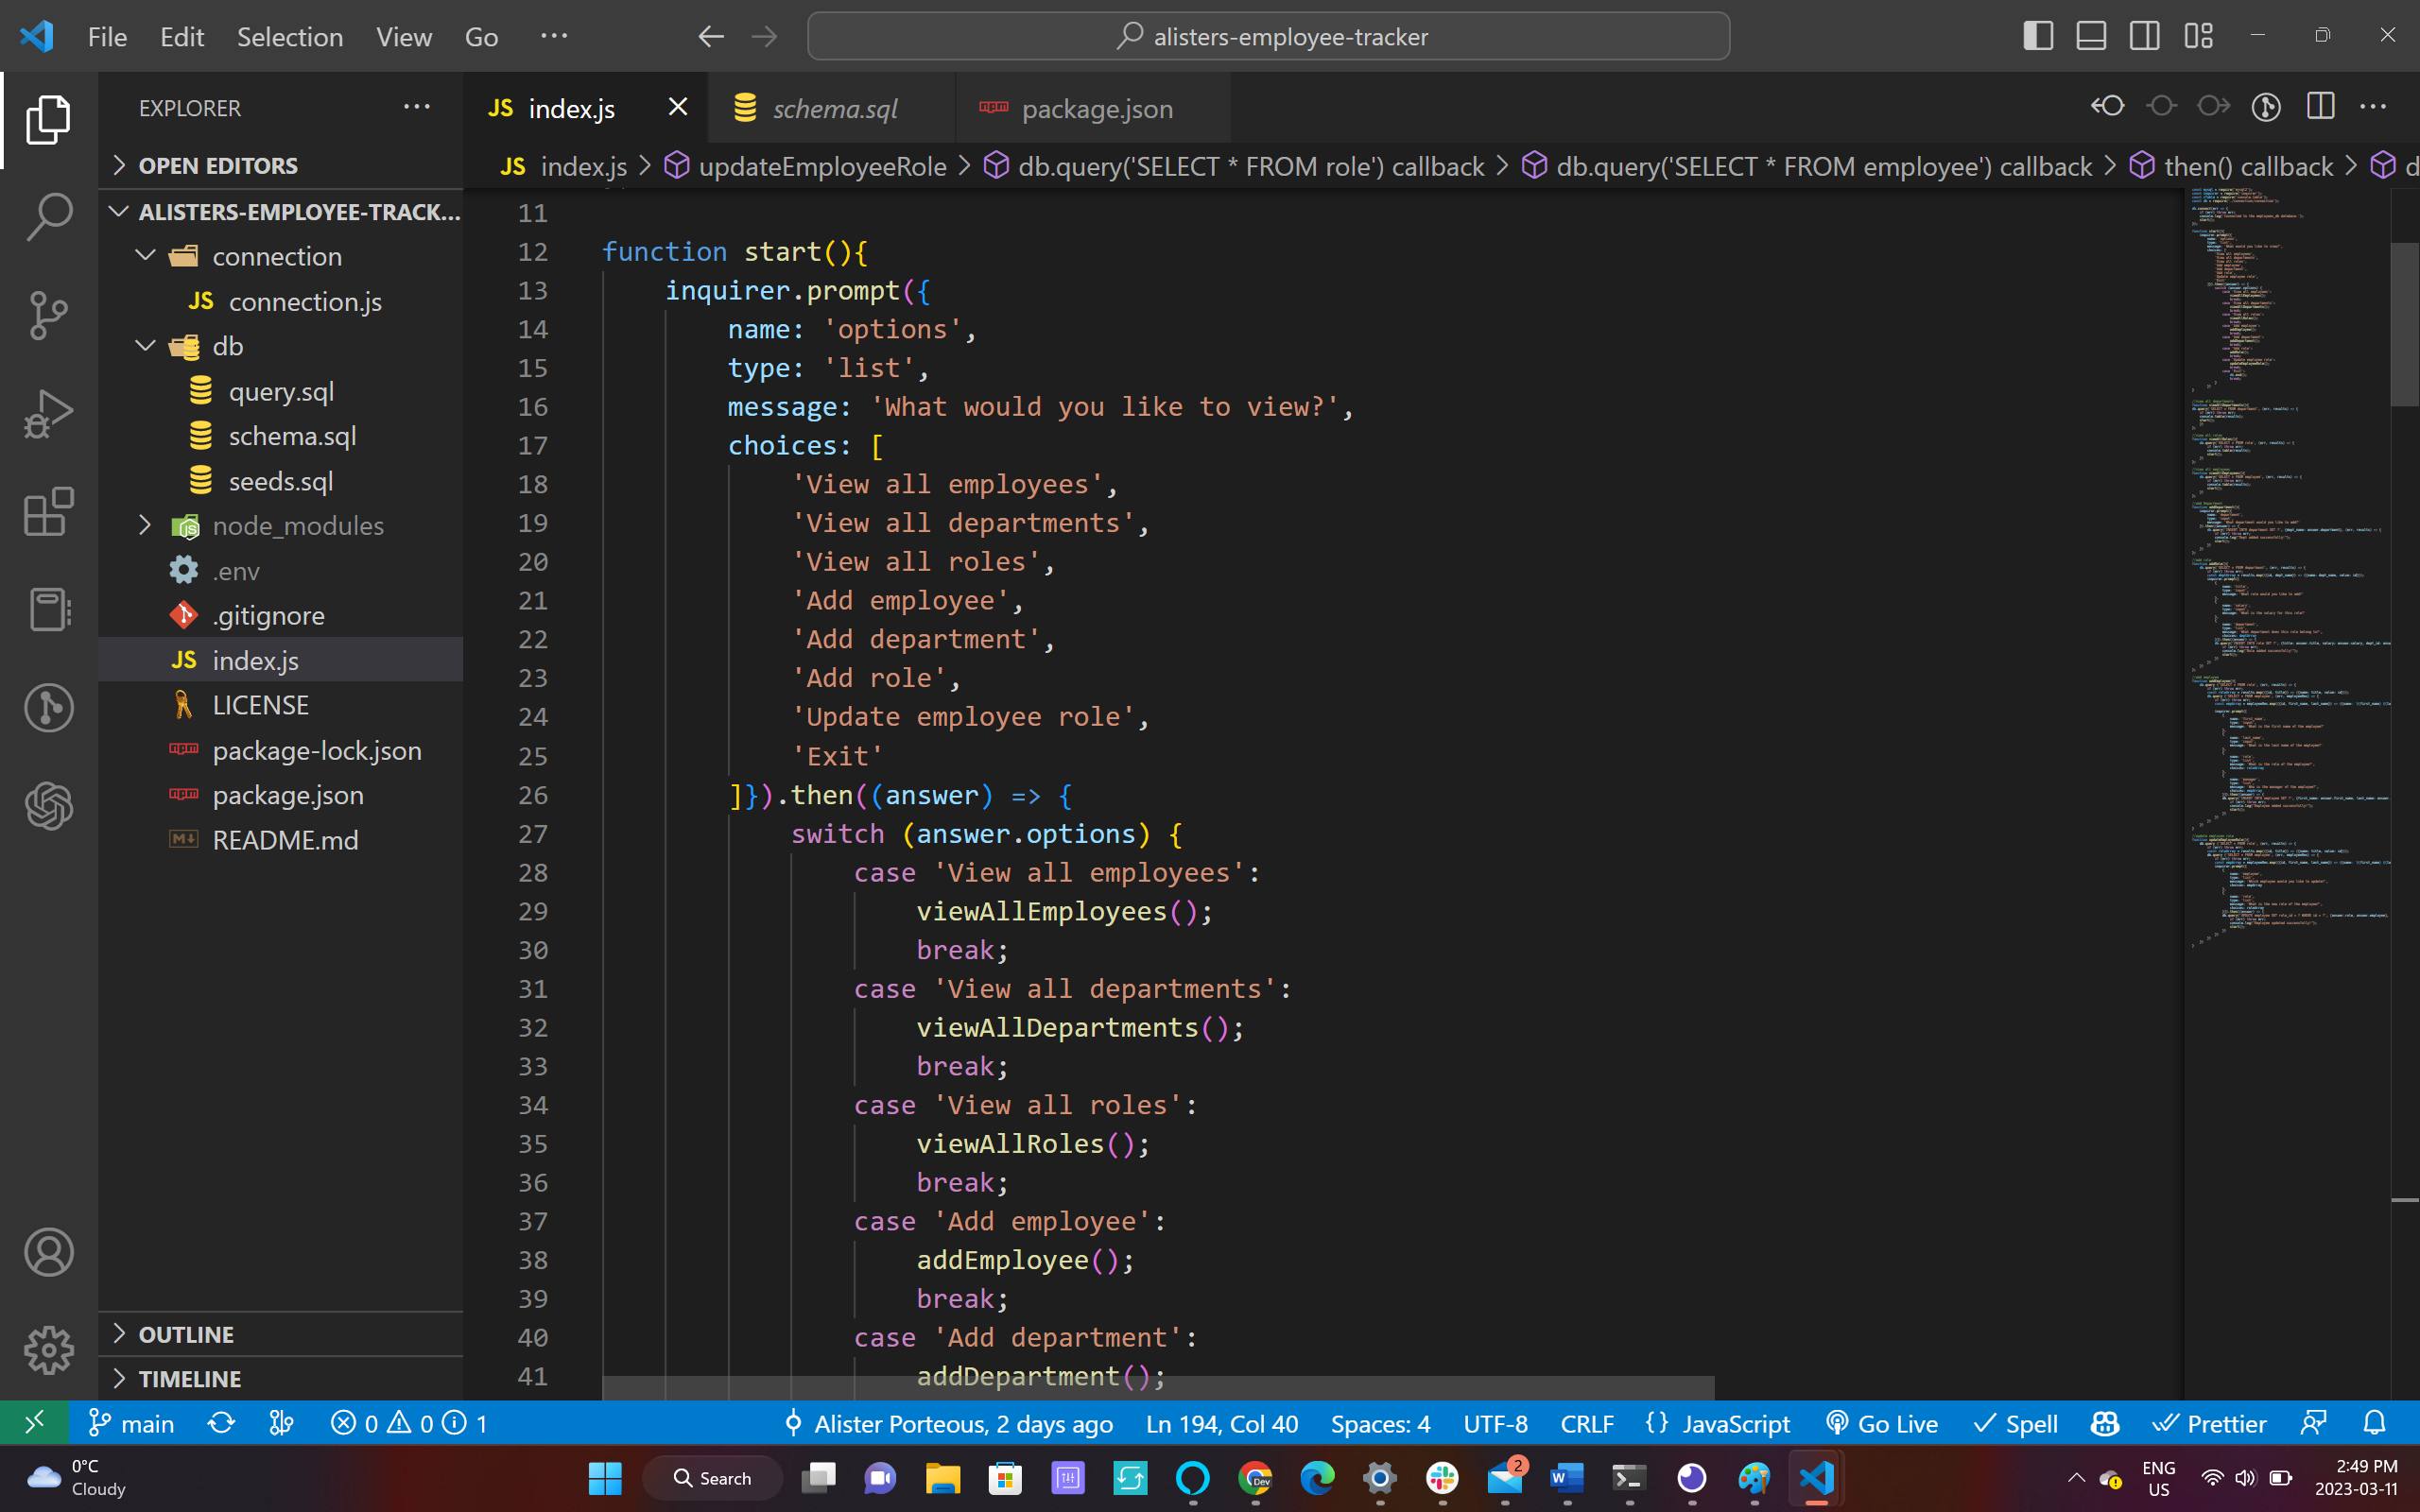 File Edit Selection View Go ···
alisters-employee-tracker
EXPLORER ···
OPEN EDITORS
ALISTERS-EMPLOYEE-TRACK...
connection
JS connection.js
db
query.sql
schema.sql
seeds.sql
node_modules
.env
.gitignore
JS index.js
LICENSE
package-lock.json
package.json
README.md
OUTLINE
TIMELINE
JS index.js
schema.sql
package.json
JS index.js > updateEmployeeRole > db.query('SELECT * FROM role') callback > db.query('SELECT * FROM employee') callback > then() callback > d
11
12 function start(){
13 inquirer.prompt({
14 name: 'options',
15 type: 'list',
16 message: 'What would you like to view?',
17 choices: [
18 'View all employees',
19 'View all departments',
20 'View all roles',
21 'Add employee',
22 'Add department',
23 'Add role',
24 'Update employee role',
25 'Exit'
26 ]}).then((answer) => {
27 switch (answer.options) {
28 case 'View all employees':
29 viewAllEmployees();
30 break;
31 case 'View all departments':
32 viewAllDepartments();
33 break;
34 case 'View all roles':
35 viewAllRoles();
36 break;
37 case 'Add employee':
38 addEmployee();
39 break;
40 case 'Add department':
41 addDepartment();
main 0 0 1 Alister Porteous, 2 days ago Ln 194, Col 40 Spaces: 4 UTF-8 CRLF {} JavaScript Go Live Spell Prettier
0°C
Cloudy
Search
Dev
2
ENG
US
2:49 PM
2023-03-11